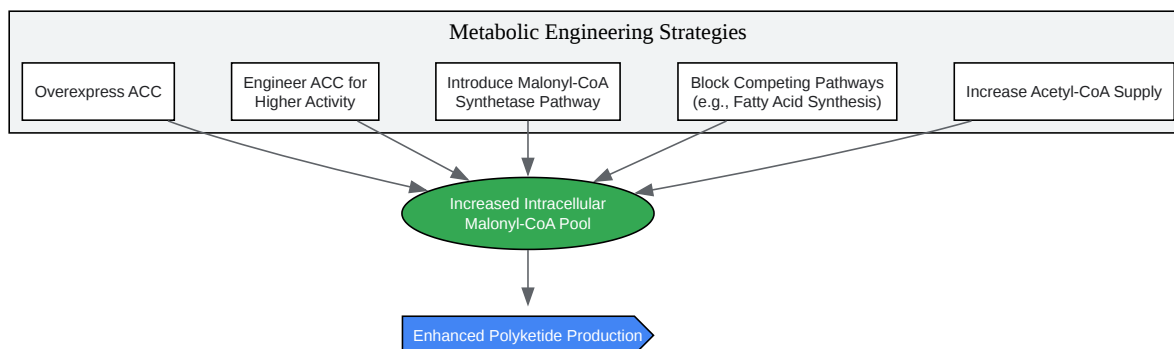 Metabolic Engineering Strategies
Overexpress ACC
Engineer ACC for
Higher Activity
Introduce Malonyl-CoA
Synthetase Pathway
Block Competing Pathways
(e.g., Fatty Acid Synthesis)
Increase Acetyl-CoA Supply
Increased Intracellular
Malonyl-CoA Pool
Enhanced Polyketide Production